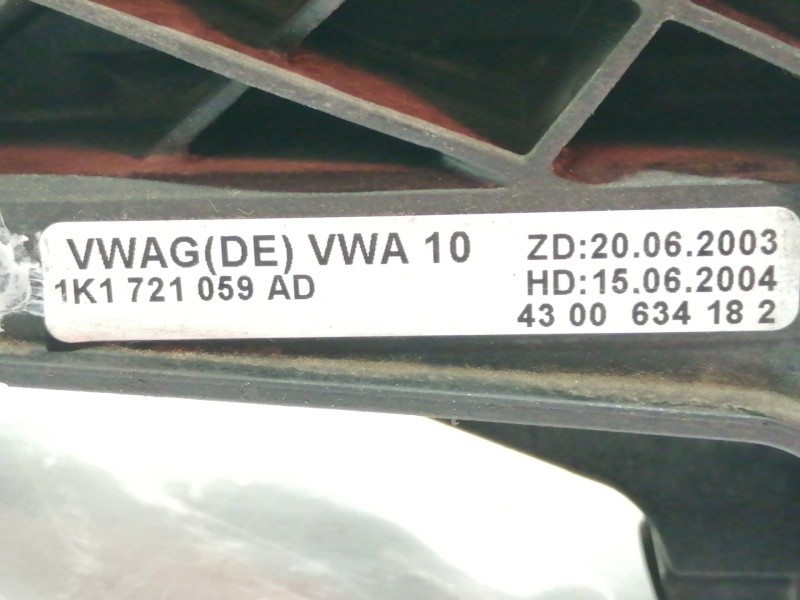 VWAG(DE) VWA 10
1K1 721 059 AD
ZD:20.06.2003
HD:15.06.2004
43 00 634 18 2